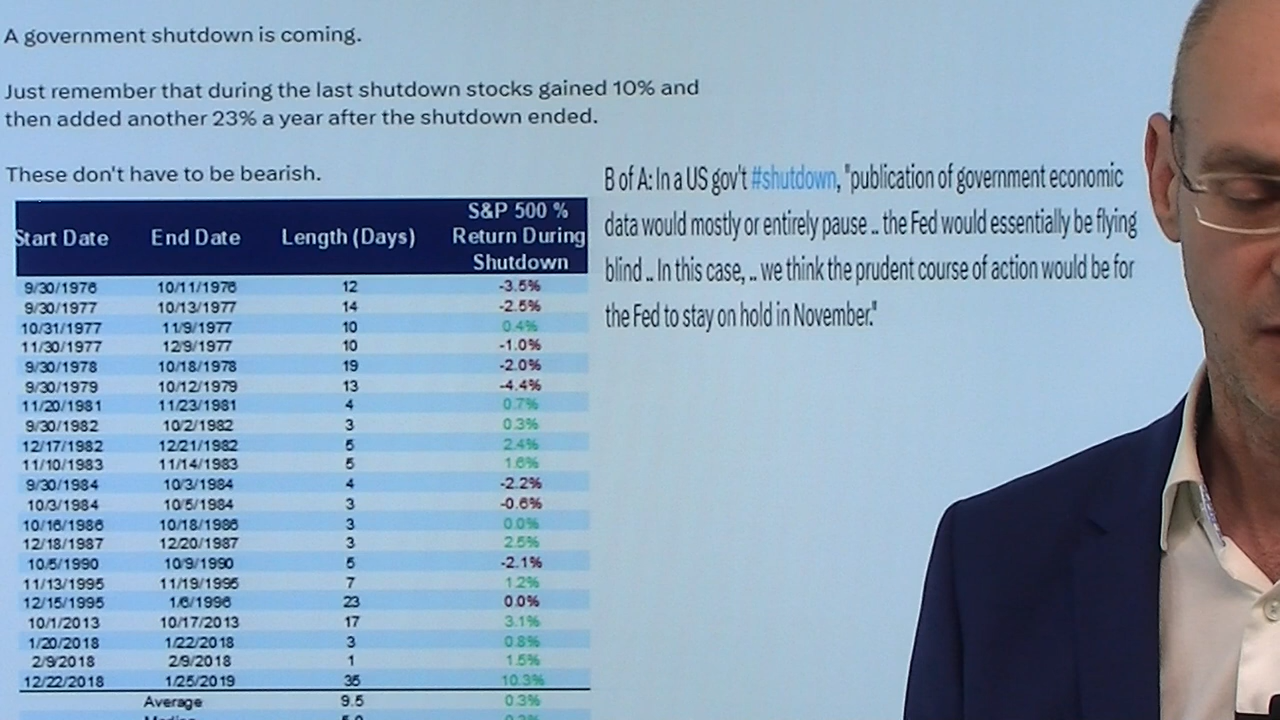 A government shutdown is coming.
Just remember that during the last shutdown stocks gained 10% and
then added another 23% a year after the shutdown ended.
These don't have to be bearish.
B of A: In a US gov't #shutdown, "publication of government economic
data would mostly or entirely pause .. the Fed would essentially be flying
blind .. In this case, .. we think the prudent course of action would be for
the Fed to stay on hold in November."
Start Date End Date Length (Days) S&P 500 %
Return During
Shutdown
9/30/1976 10/11/1976 12 -3.5%
9/30/1977 10/13/1977 14 -2.5%
10/31/1977 11/9/1977 10 0.4%
11/30/1977 12/9/1977 10 -1.0%
9/30/1978 10/18/1978 19 -2.0%
9/30/1979 10/12/1979 13 -4.4%
11/20/1981 11/23/1981 4 0.7%
9/30/1982 10/2/1982 3 0.3%
12/17/1982 12/21/1982 5 2.4%
11/10/1983 11/14/1983 5 1.6%
9/30/1984 10/3/1984 4 -2.2%
10/3/1984 10/5/1984 3 -0.6%
10/16/1986 10/18/1986 3 0.0%
12/18/1987 12/20/1987 3 2.5%
10/5/1990 10/9/1990 5 -2.1%
11/13/1995 11/19/1995 7 1.2%
12/15/1995 1/6/1996 23 0.0%
10/1/2013 10/17/2013 17 3.1%
1/20/2018 1/22/2018 3 0.8%
2/9/2018 2/9/2018 1 1.5%
12/22/2018 1/25/2019 35 10.3%
Average 9.5 0.3%